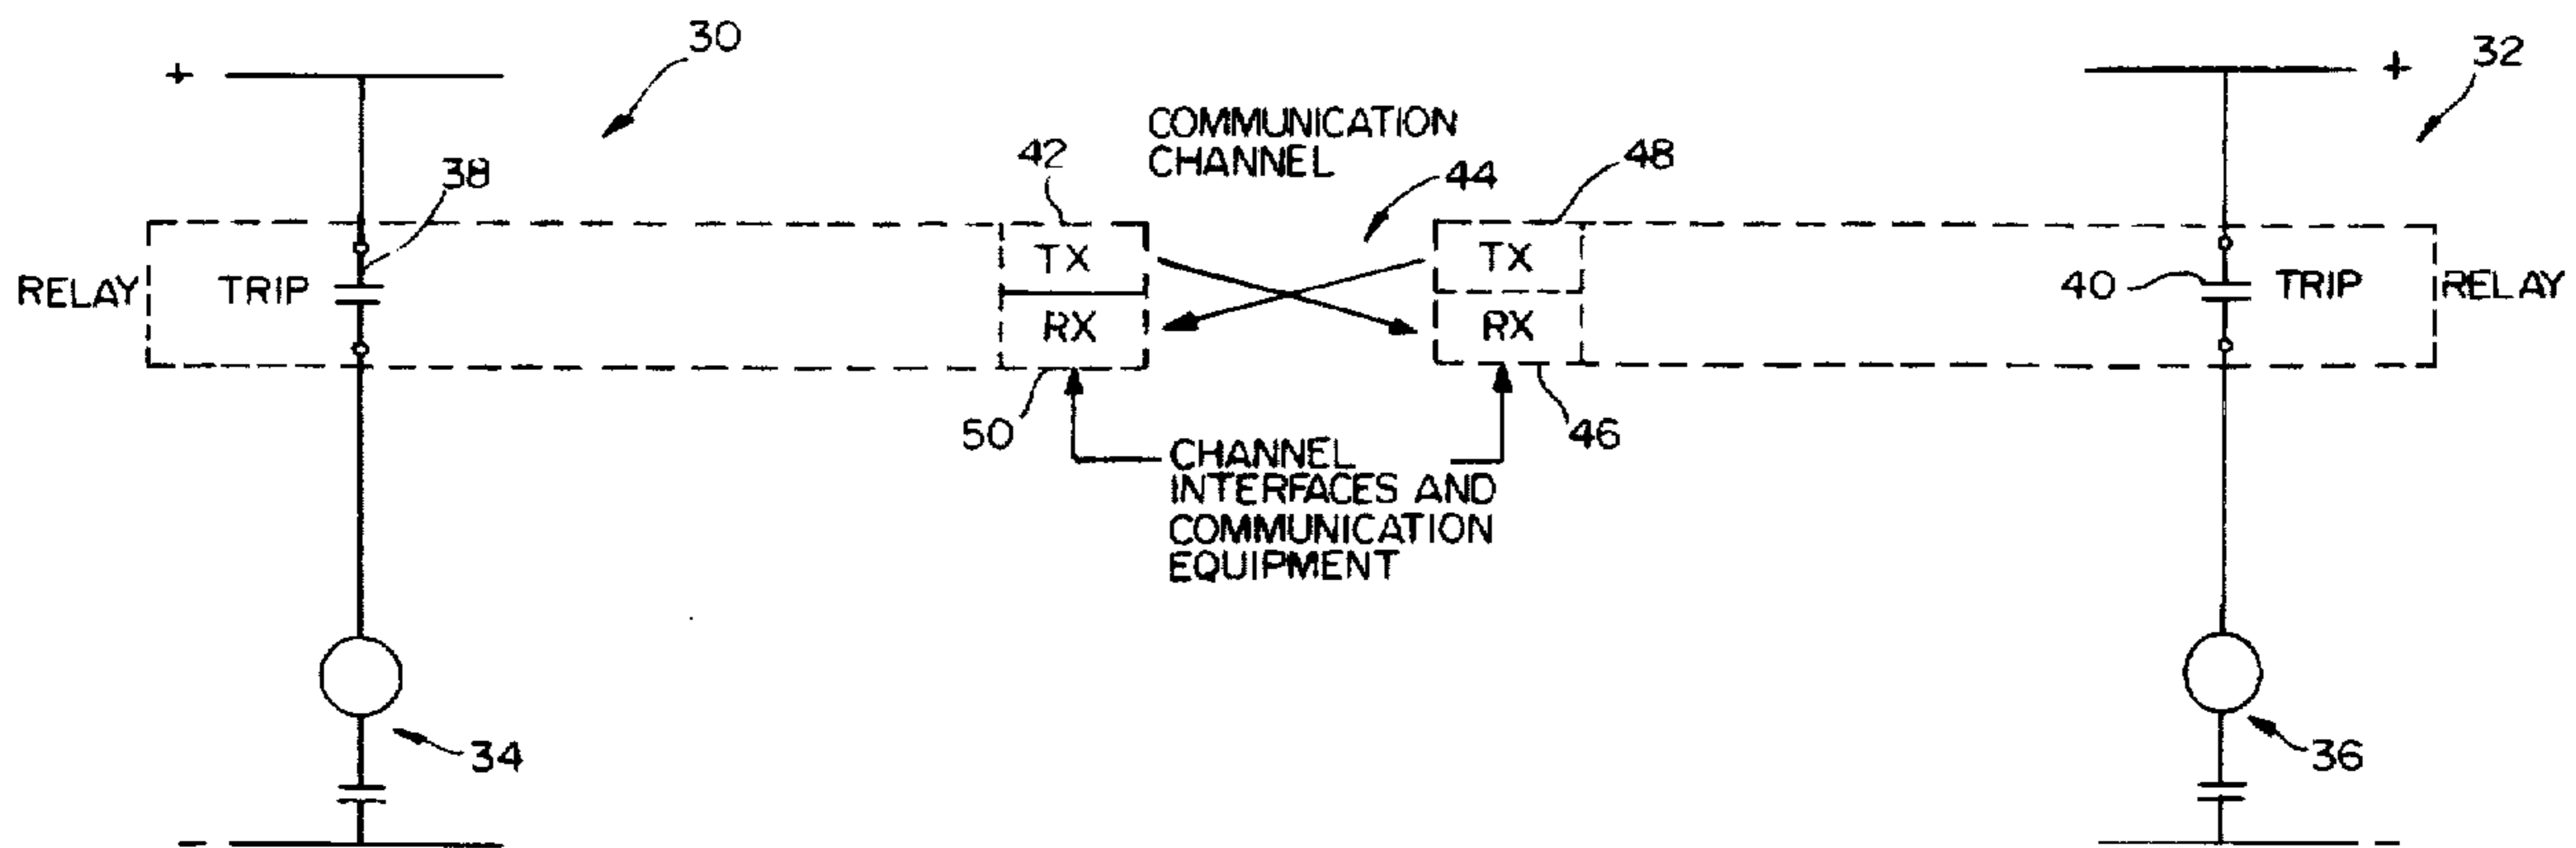 30
+
+
32
COMMUNICATION
CHANNEL
42
48
38
44
TX
TX
RELAY
TRIP
RX
RX
40
TRIP
RELAY
50
46
CHANNEL
INTERFACES AND
COMMUNICATION
EQUIPMENT
34
36
-
-